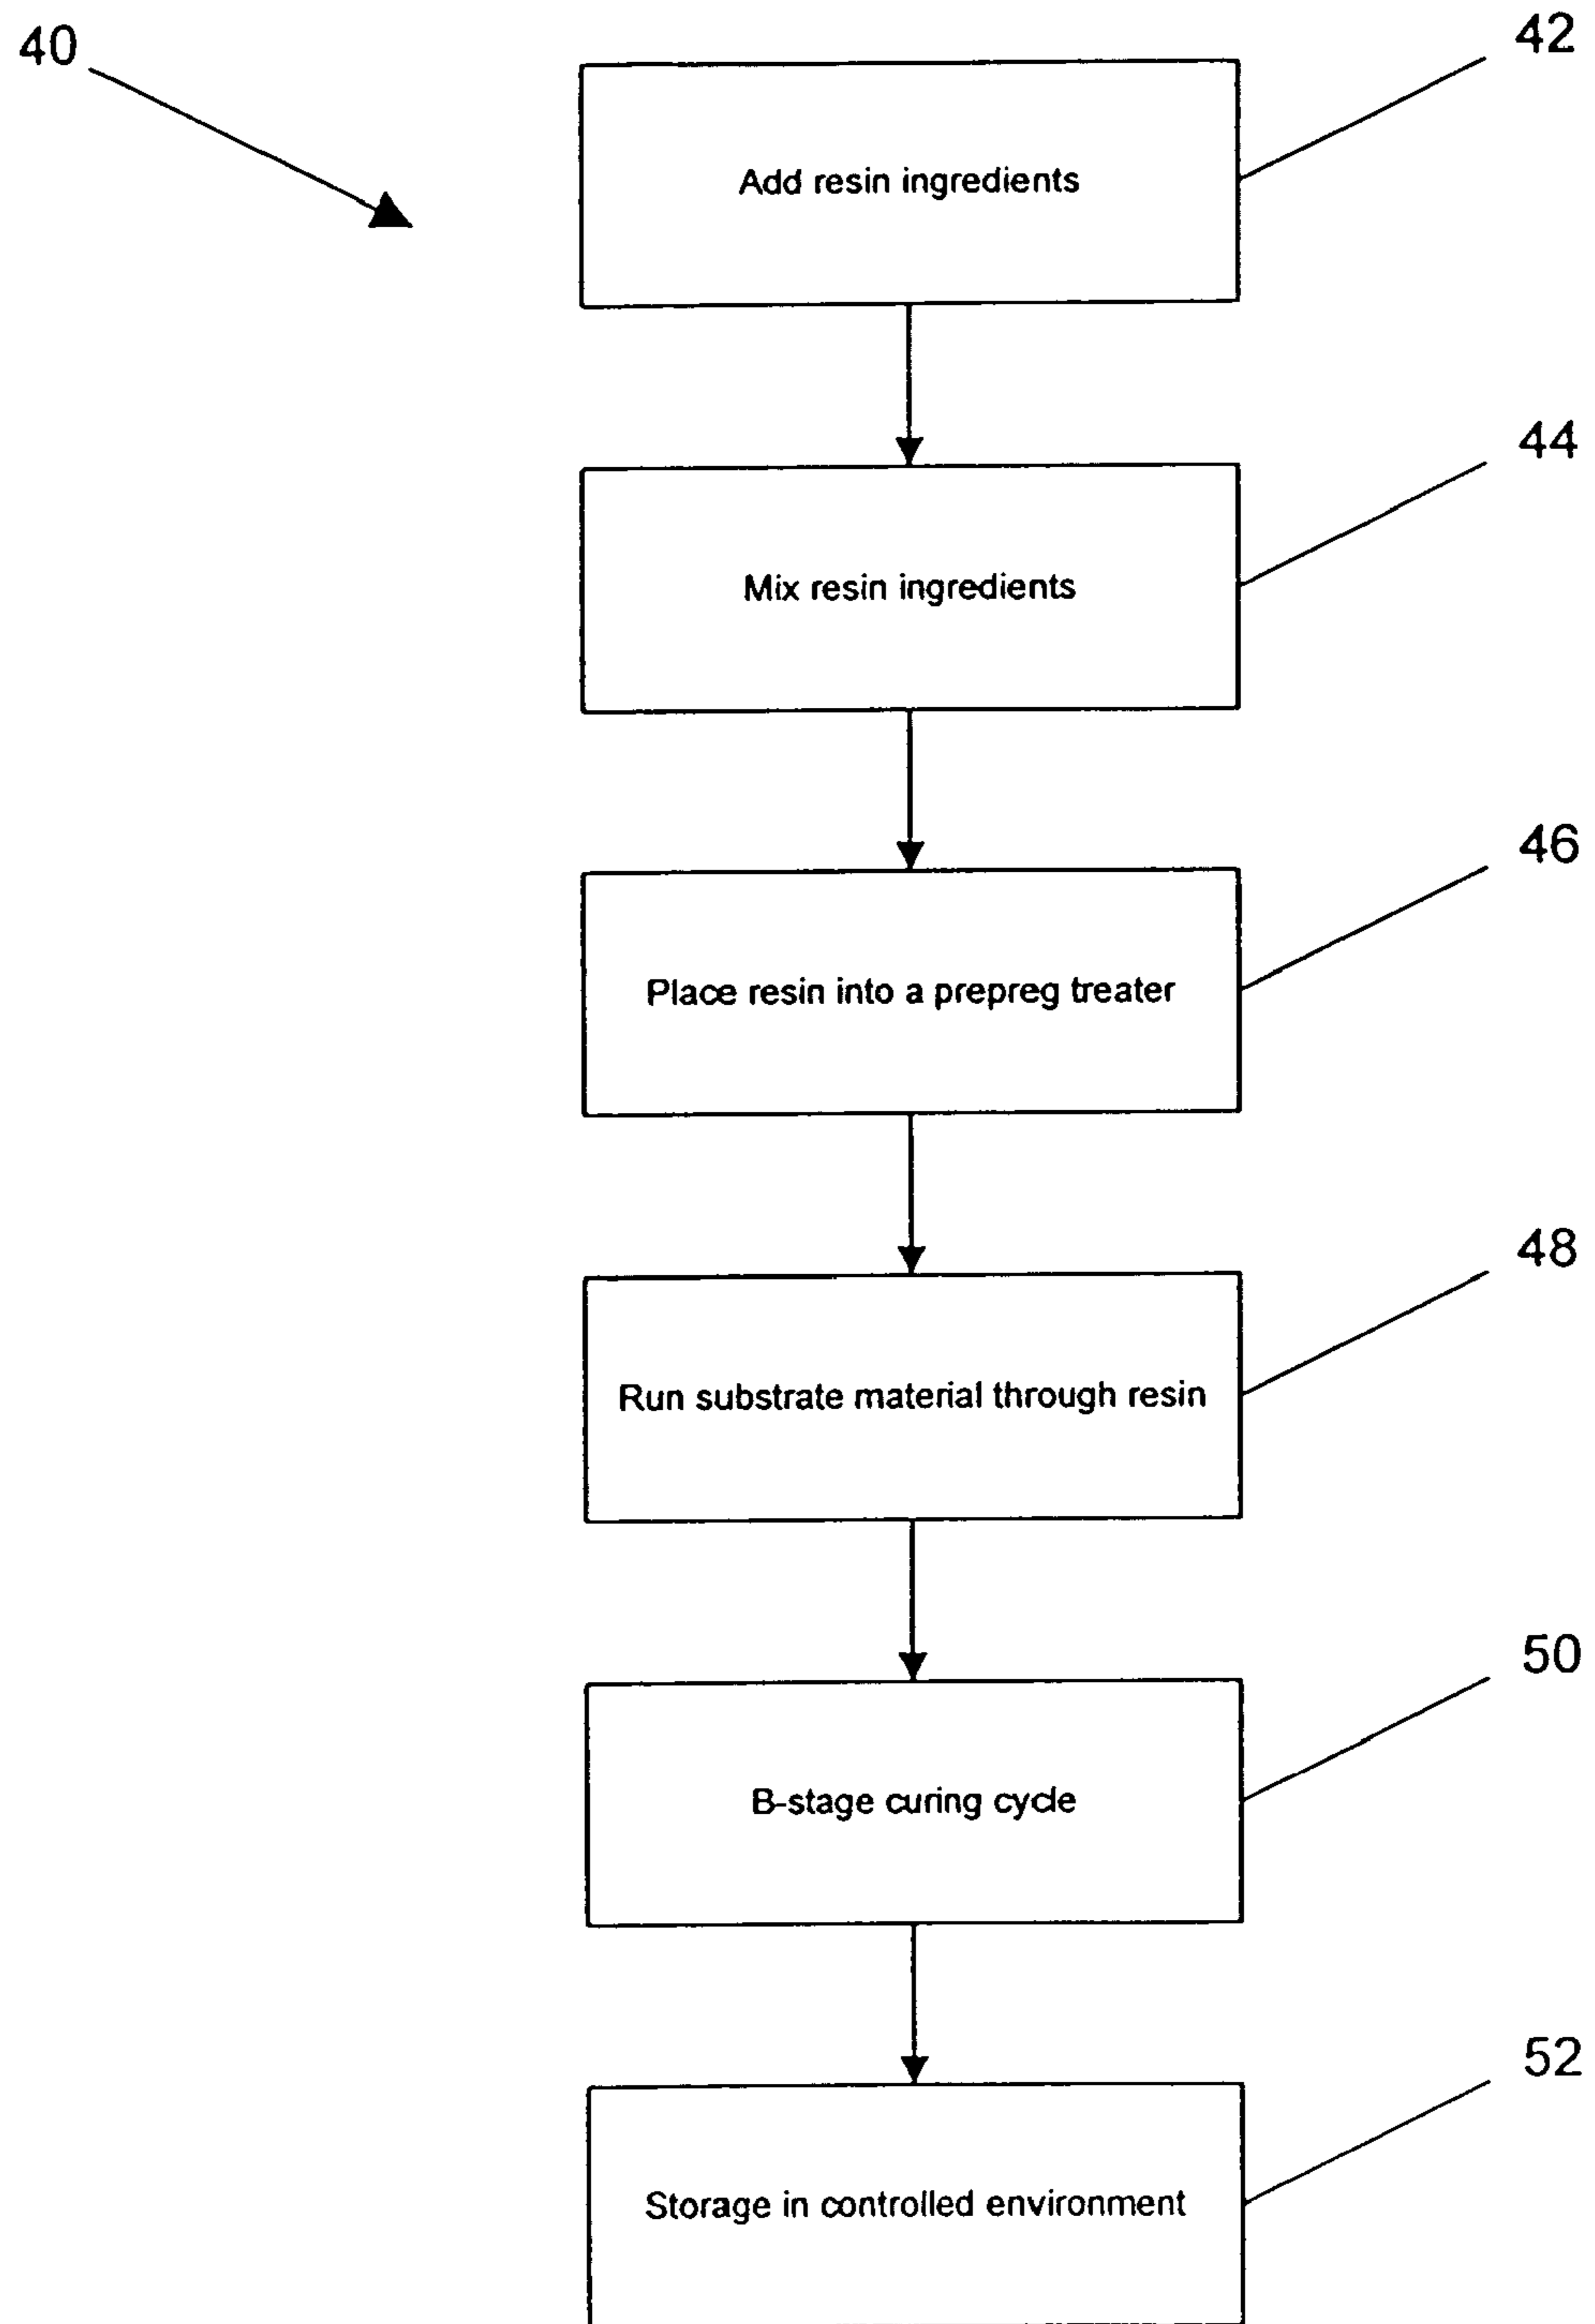 40
42
Add resin ingredients
44
Mix resin ingredients
46
Place resin into a prepreg treater
48
Run substrate material through resin
50
B-stage curing cycle
52
Storage in controlled environment